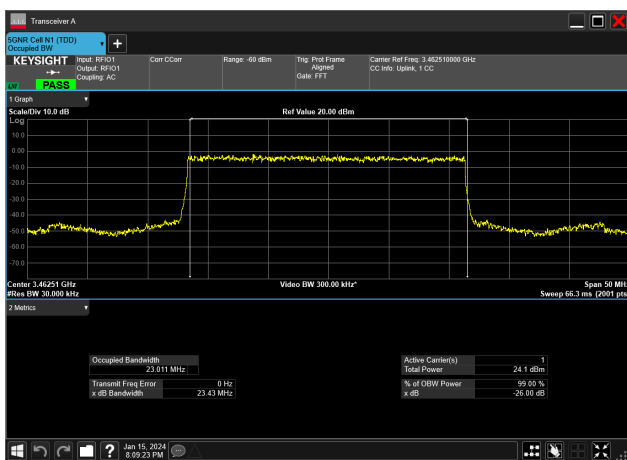 Transceiver A
5GNR Cell N1 (TDD)
Occupied BW
KEYSIGHT
PASS
Input: RFIO1
Output: RFIO1
Coupling: AC
Corr CCorr
Range: -60 dBm
Trig: Prot Frame
Aligned
Gate: FFT
Carrier Ref Freq: 3.462510000 GHz
CC Info: Uplink, 1 CC
1 Graph
Scale/Div 10.0 dB
Ref Value 20.00 dBm
Log
10.0
0.00
-10.0
-20.0
-30.0
-40.0
-50.0
-60.0
-70.0
Center 3.46251 GHz
Video BW 300.00 kHz*
Span 50 MHz
#Res BW 30.000 kHz
Sweep 66.3 ms (2001 pts
2 Metrics
Occupied Bandwidth
23.011 MHz
Active Carrier(s) 1
Total Power 24.1 dBm
Transmit Freq Error 0 Hz
x dB Bandwidth 23.43 MHz
% of OBW Power 99.00 %
x dB -26.00 dB
Jan 15, 2024
8:09:23 PM